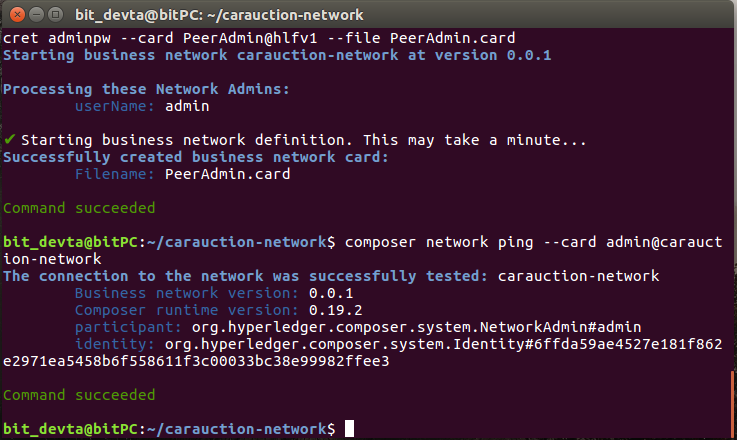 bit_devta@bitPC: ~/carauction-network
cret adminpw --card PeerAdmin@hlfv1 --file PeerAdmin.card
Starting business network carauction-network at version 0.0.1
Processing these Network Admins:
userName: admin
✔ Starting business network definition. This may take a minute...
Successfully created business network card:
Filename: PeerAdmin.card
Command succeeded
bit_devta@bitPC:~/carauction-network$ composer network ping --card admin@carauct
ion-network
The connection to the network was successfully tested: carauction-network
Business network version: 0.0.1
Composer runtime version: 0.19.2
participant: org.hyperledger.composer.system.NetworkAdmin#admin
identity: org.hyperledger.composer.system.Identity#6ffda59ae4527e181f862
e2971ea5458b6f558611f3c00033bc38e99982ffee3
Command succeeded
bit_devta@bitPC:~/carauction-network$